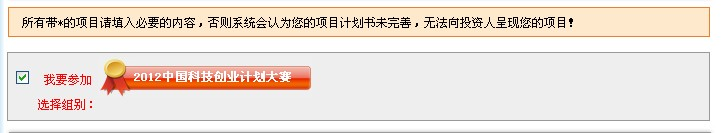 所有带*的项目请填入必要的内容，否则系统会认为您的项目计划书未完善，无法向投资人呈现您的项目！
我要参加 2012中国科技创业计划大赛
选择组别：